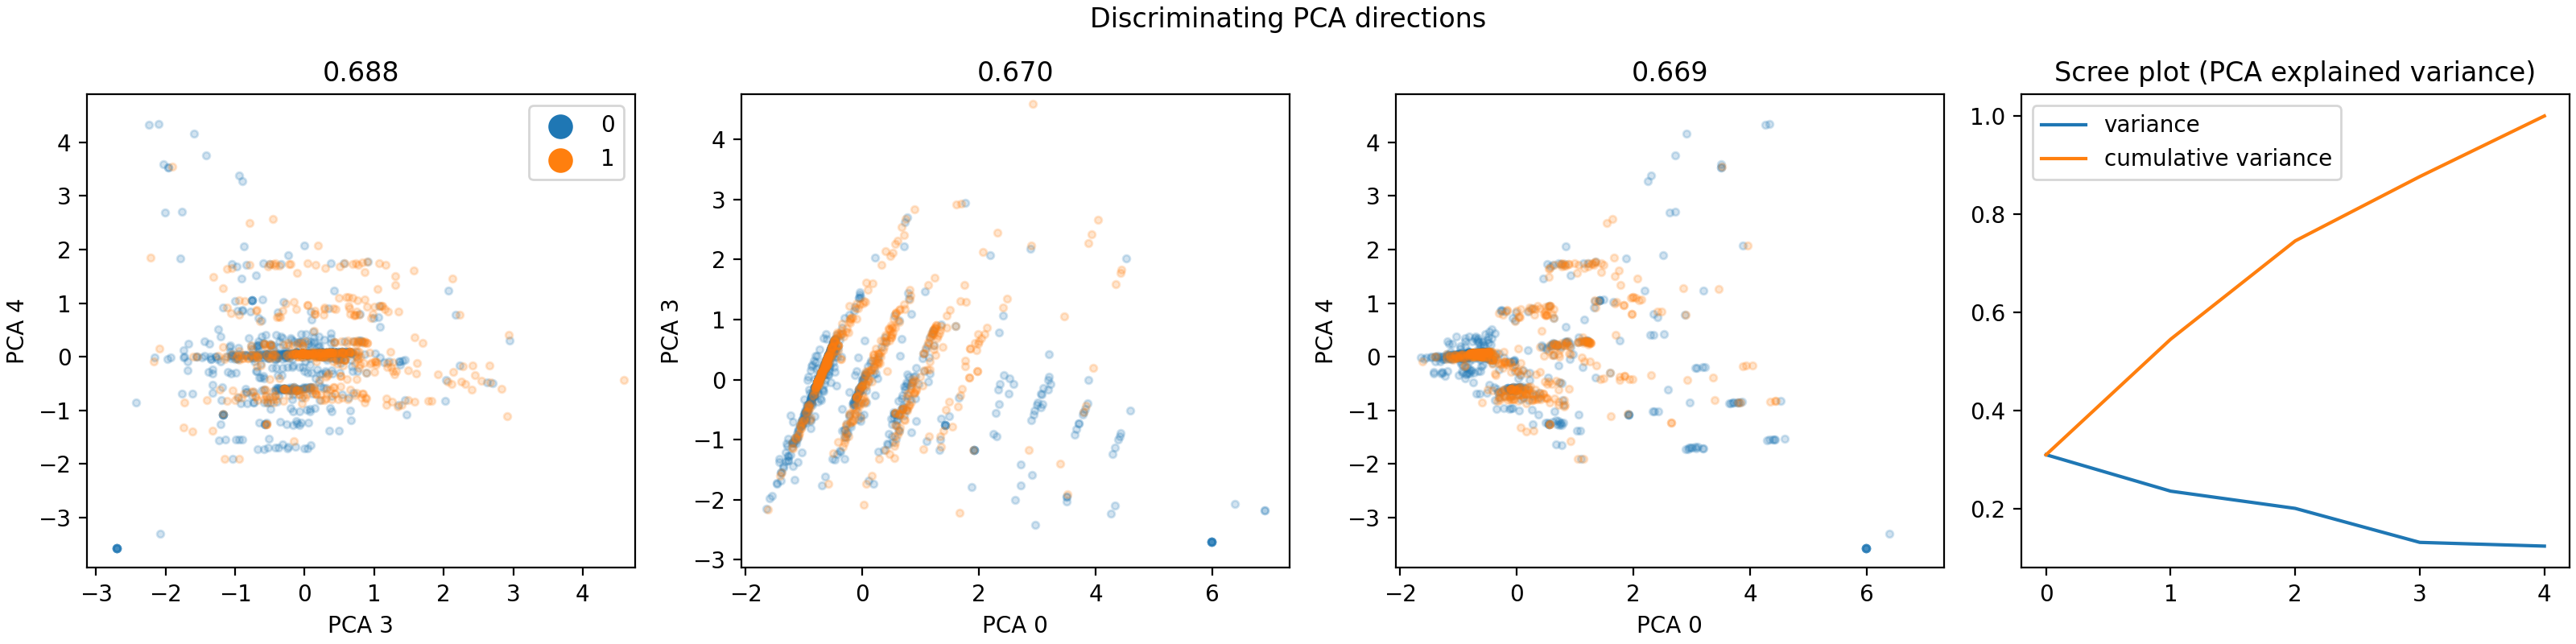 Discriminating PCA directions
0.688
4
3
2
1
0
−1
−2
−3
PCA 4
−3 −2 −1 0 1 2 3 4
PCA 3
0
1
0.670
4
3
2
1
0
−1
−2
−3
PCA 3
−2 0 2 4 6
PCA 0
0.669
4
3
2
1
0
−1
−2
−3
PCA 4
−2 0 2 4 6
PCA 0
Scree plot (PCA explained variance)
1.0
0.8
0.6
0.4
0.2
variance
cumulative variance
0 1 2 3 4